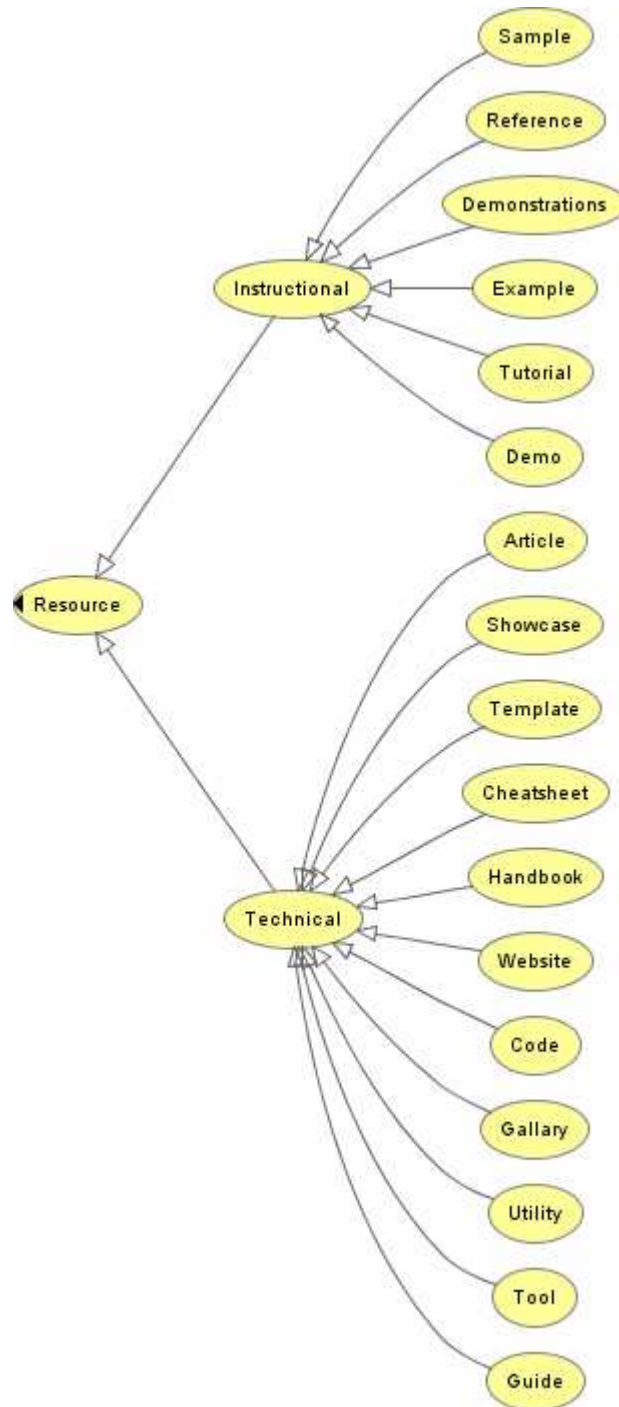 Sample
Reference
Demonstrations
Instructional
Example
Tutorial
Demo
Article
Resource
Showcase
Template
Cheatsheet
Handbook
Technical
Website
Code
Gallary
Utility
Tool
Guide